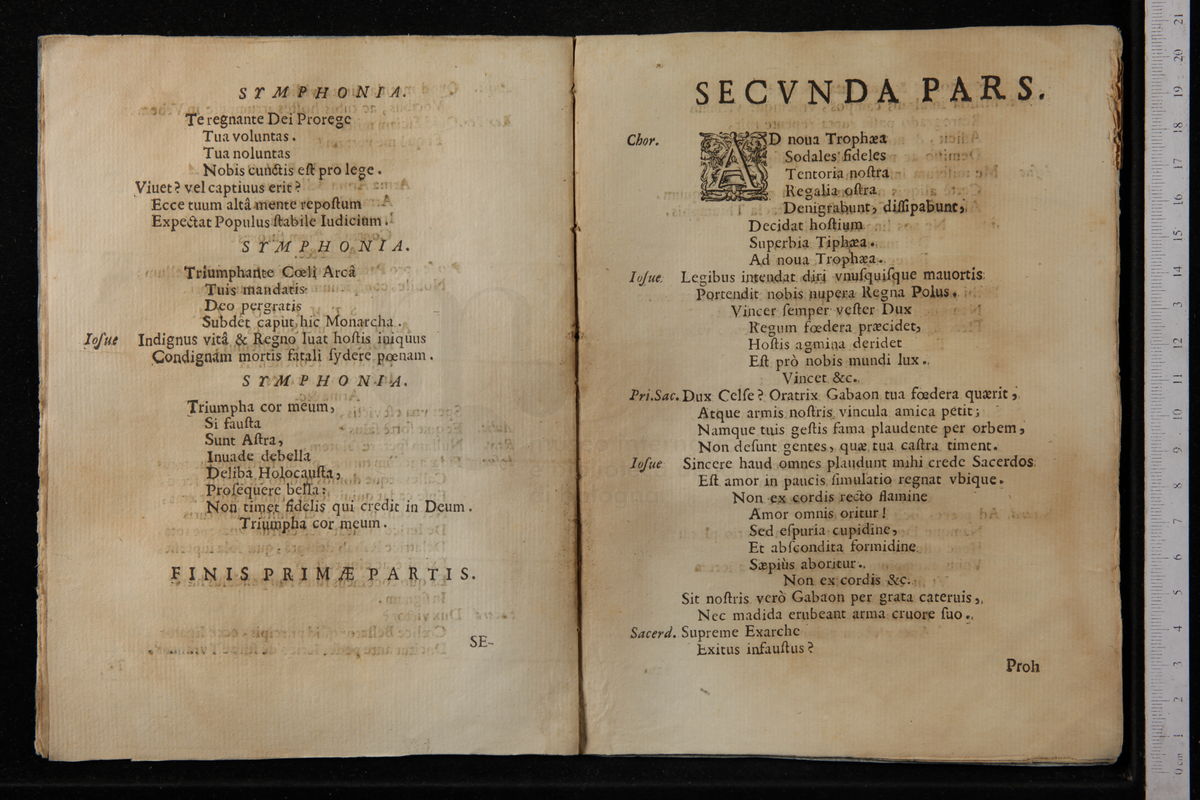 SYMPHONIA.
Te regnante Dei Prorege
Tua voluntas.
Tua noluntas
Nobis cunctis eſt pro lege.
Viuet? vel captiuus erit?
Ecce tuum altâ mente repoſtum
Expectat Populus ſtabile Iudicium.
SYMPHONIA.
Triumphante Cœli Arcâ
Tuis mandatis
Deo pergratis
Subdet caput hic Monarcha.
Ioſue Indignus vitâ & Regno luat hoſtis iniquus
Condignam mortis fatali ſydere pœnam.
SYMPHONIA.
Triumpha cor meum,
Si fauſta
Sunt Aſtra,
Inuade debella
Deliba Holocauſta,
Proſequere bella:
Non timet fidelis qui credit in Deum.
Triumpha cor meum.
FINIS PRIMÆ PARTIS.
SE-
SECVNDA PARS.
Chor. AD noua Trophæa
Sodales fideles
Tentoria noſtra
Regalia oſtra
Denigrabunt, diſſipabunt,
Decidat hoſtium
Superbia Tiphæa.
Ad noua Trophæa.
Ioſue. Legibus intendat diri vnuſquiſque mauortis
Portendit nobis nupera Regna Polus.
Vincer ſemper veſter Dux
Regum fœdera præcidet,
Hoſtis agmina deridet
Eſt prò nobis mundi lux.
Vincet &c.
Pri.Sac. Dux Celſe? Oratrix Gabaon tua fœdera quærit,
Atque armis noſtris vincula amica petit;
Namque tuis geſtis fama plaudente per orbem,
Non deſunt gentes, quæ tua caſtra timent.
Ioſue Sincere haud omnes plaudunt mihi crede Sacerdos
Eſt amor in paucis ſimulatio regnat vbique.
Non ex cordis recto flamine
Amor omnis oritur!
Sed eſpuria cupidine,
Et abſcondita formidine
Sæpiùs aboritur.
Non ex cordis &c.
Sit noſtris verò Gabaon per grata cateruis,
Nec madida erubeant arma cruore ſuo.
Sacerd. Supreme Exarche
Exitus infauſtus?
Proh